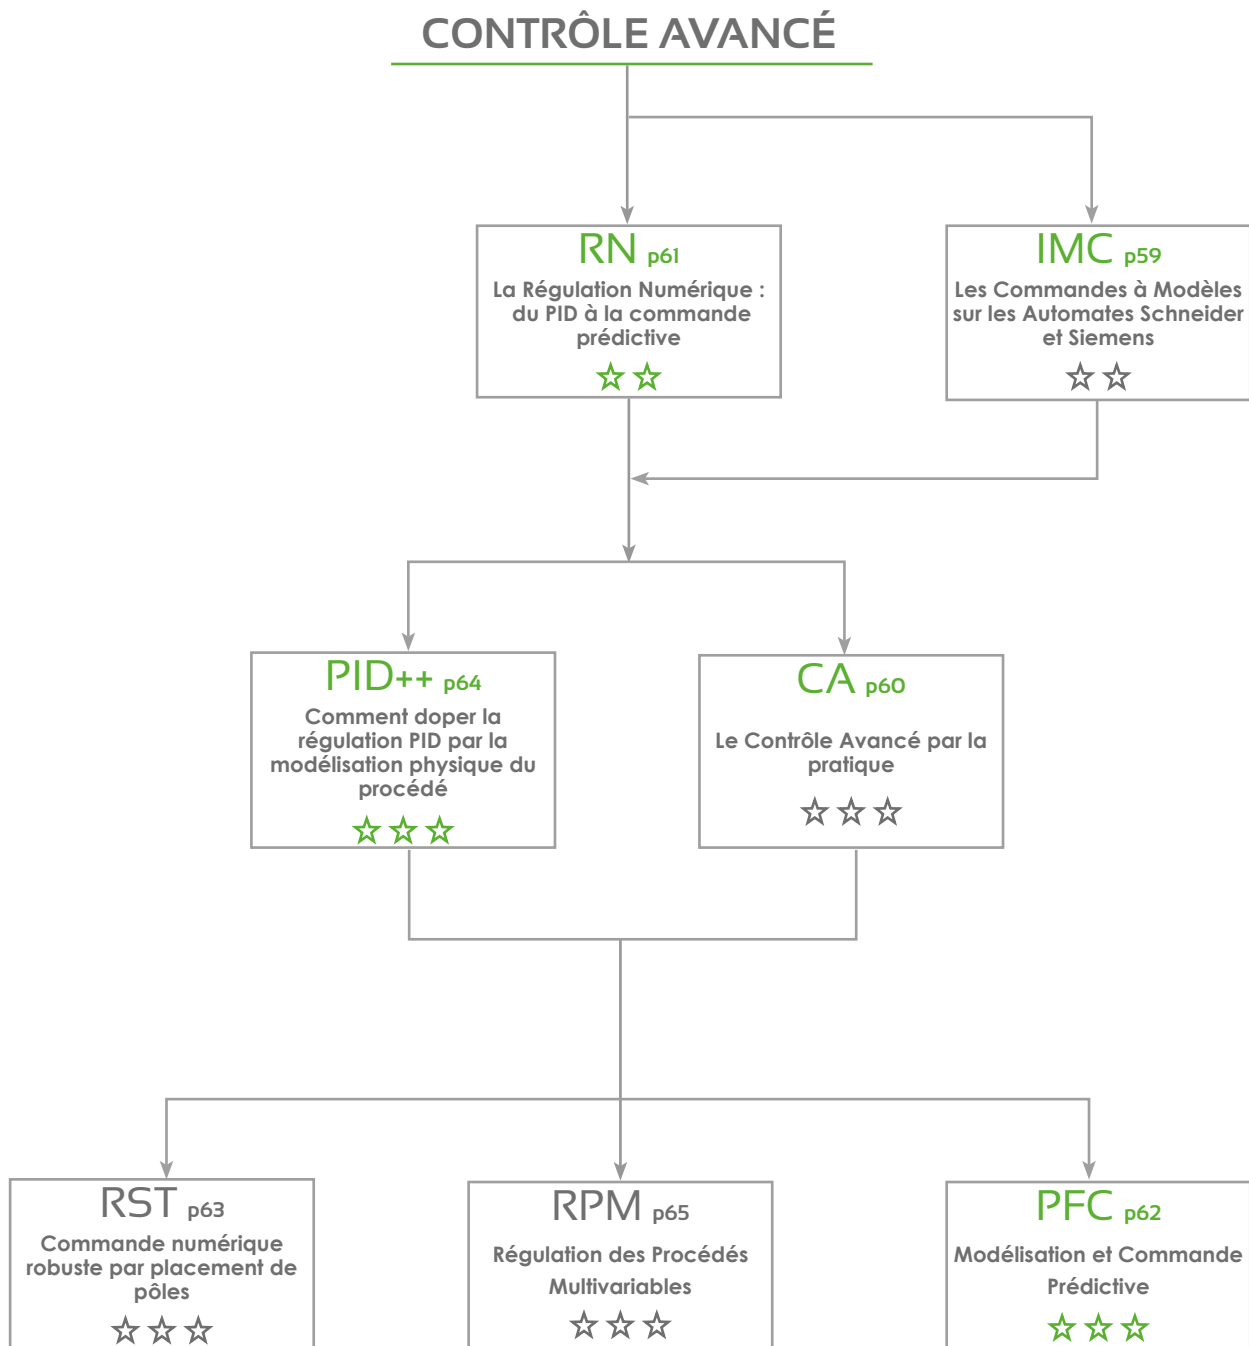 CONTRÔLE AVANCÉ
RN p61
La Régulation Numérique :
du PID à la commande
prédictive
IMC p59
Les Commandes à Modèles
sur les Automates Schneider
et Siemens
PID++ p64
Comment doper la
régulation PID par la
modélisation physique du
procédé
CA p60
Le Contrôle Avancé par la
pratique
RST p63
Commande numérique
robuste par placement de
pôles
RPM p65
Régulation des Procédés
Multivariables
PFC p62
Modélisation et Commande
Prédictive